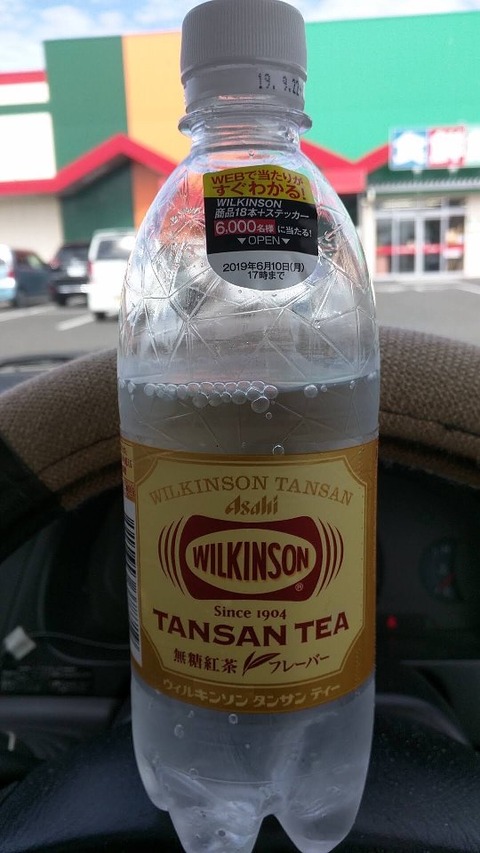 19.9.22
WEBで当たりが
すぐわかる!
WILKINSON
商品18本+ステッカー
6,000名様に当たる!
▼OPEN▼
2019年6月10日(月)
17時まで
WILKINSON TANSAN
Asahi
WILKINSON
®
Since 1904
TANSAN TEA
無糖紅茶 フレーバー
ウィルキンソン タンサン ティー